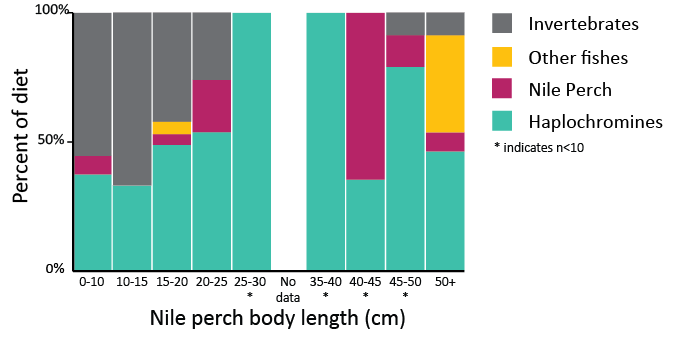 100%
50%
0%
Percent of diet
0-10 10-15 15-20 20-25 25-30 No 35-40 40-45 45-50 50+
* data * * *
Nile perch body length (cm)
Invertebrates
Other fishes
Nile Perch
Haplochromines
* indicates n<10